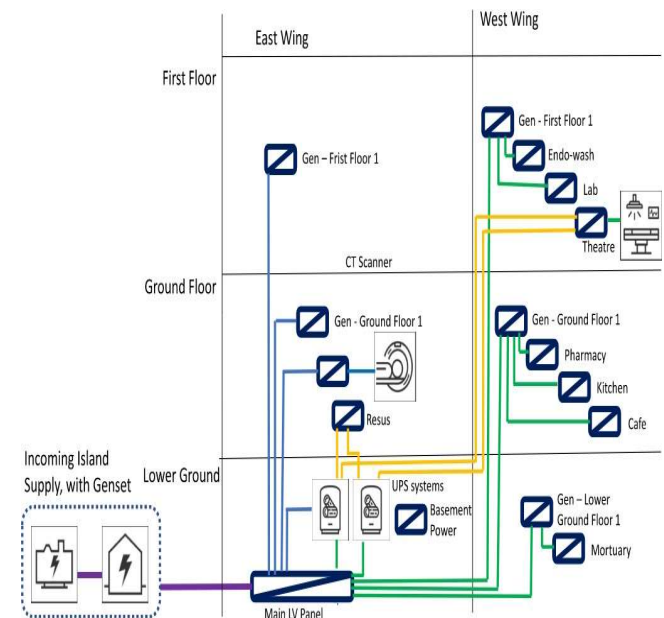 East Wing
West Wing
First Floor
Gen - First Floor 1
Gen – Frist Floor 1
Endo-wash
Lab
Theatre
CT Scanner
Ground Floor
Gen - Ground Floor 1
Gen - Ground Floor 1
Pharmacy
Kitchen
Resus
Cafe
Incoming Island
Supply, with Genset
Lower Ground
UPS systems
Basement
Power
Gen – Lower
Ground Floor 1
Mortuary
Main LV Panel